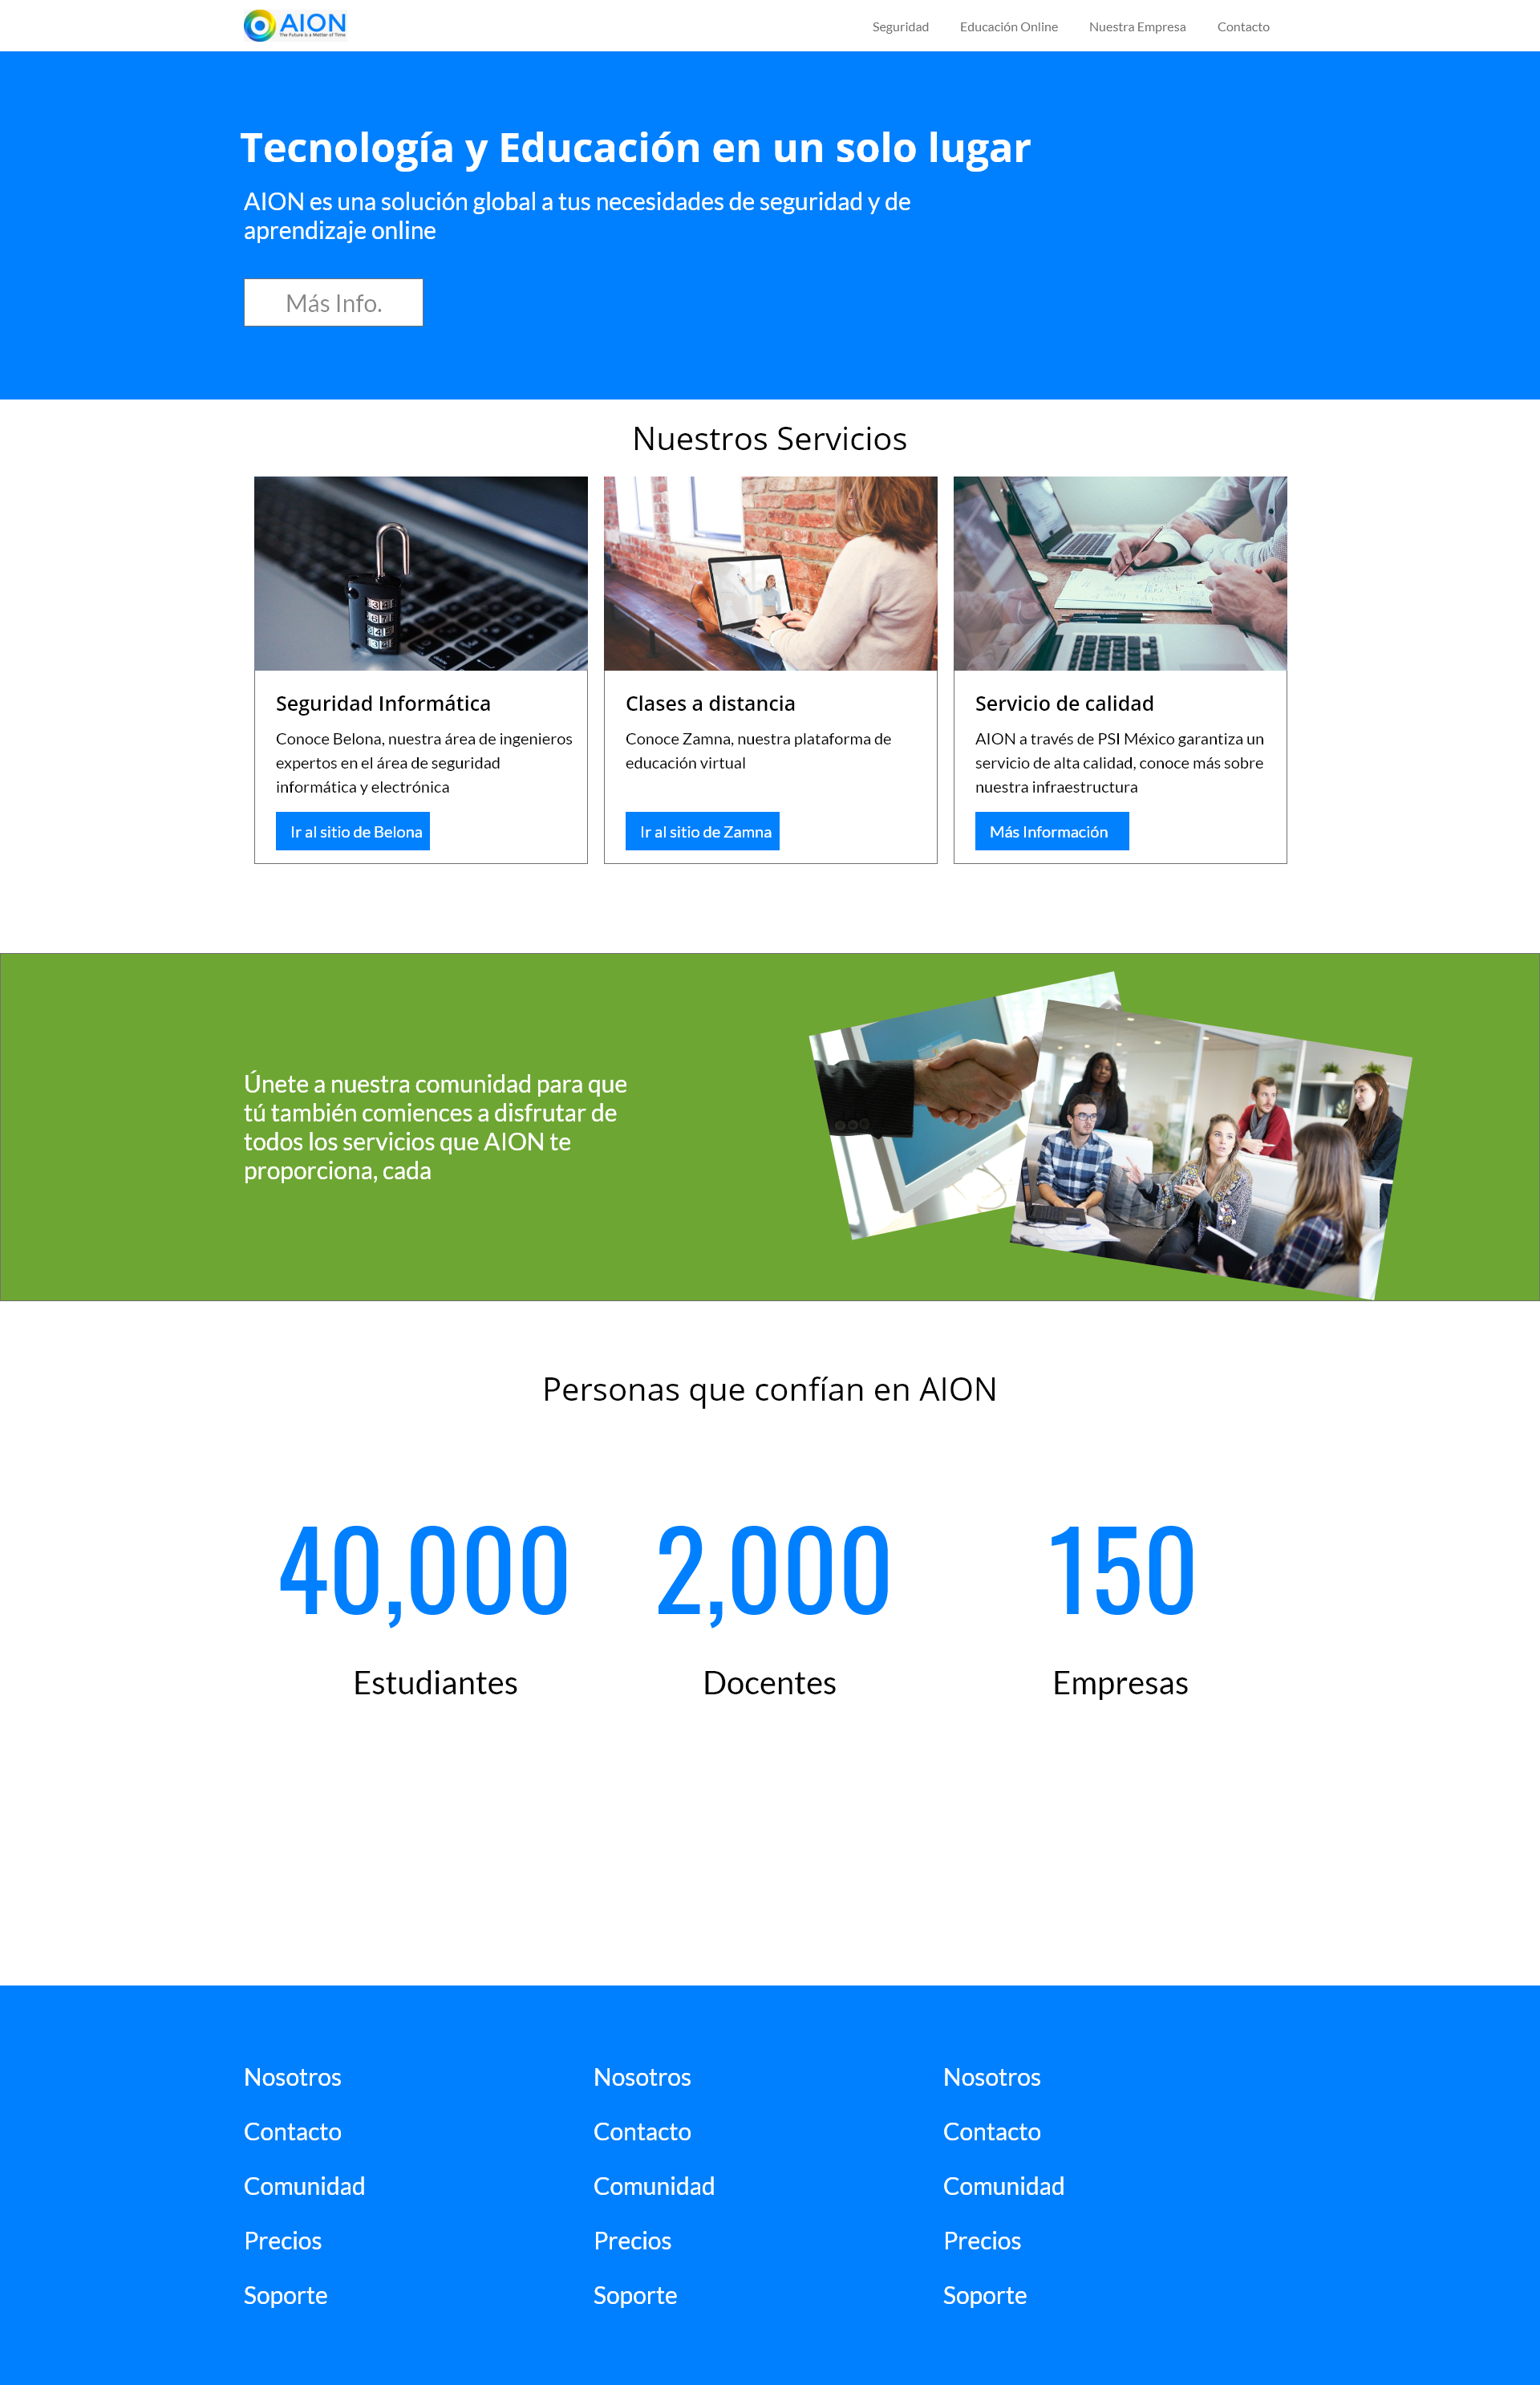 AION
The Future is a Matter of Time
Seguridad
Educación Online
Nuestra Empresa
Contacto
Tecnología y Educación en un solo lugar
AION es una solución global a tus necesidades de seguridad y de
aprendizaje online
Más Info.
Nuestros Servicios
Seguridad Informática
Conoce Belona, nuestra área de ingenieros
expertos en el área de seguridad
informática y electrónica
Ir al sitio de Belona
Clases a distancia
Conoce Zamna, nuestra plataforma de
educación virtual
Ir al sitio de Zamna
Servicio de calidad
AION a través de PSI México garantiza un
servicio de alta calidad, conoce más sobre
nuestra infraestructura
Más Información
Únete a nuestra comunidad para que
tú también comiences a disfrutar de
todos los servicios que AION te
proporciona, cada
Personas que confían en AION
40,000
Estudiantes
2,000
Docentes
150
Empresas
Nosotros
Contacto
Comunidad
Precios
Soporte
Nosotros
Contacto
Comunidad
Precios
Soporte
Nosotros
Contacto
Comunidad
Precios
Soporte